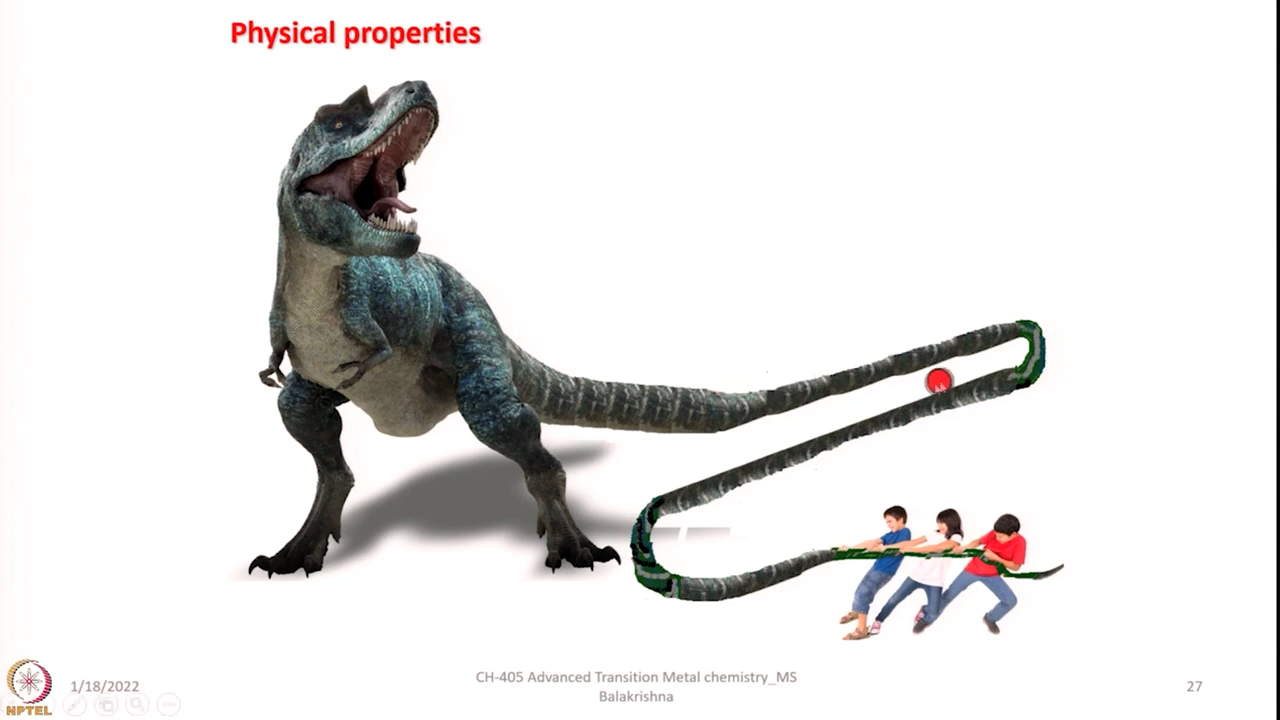 Physical properties
1/18/2022
CH-405 Advanced Transition Metal chemistry_MS
Balakrishna
27
NPTEL